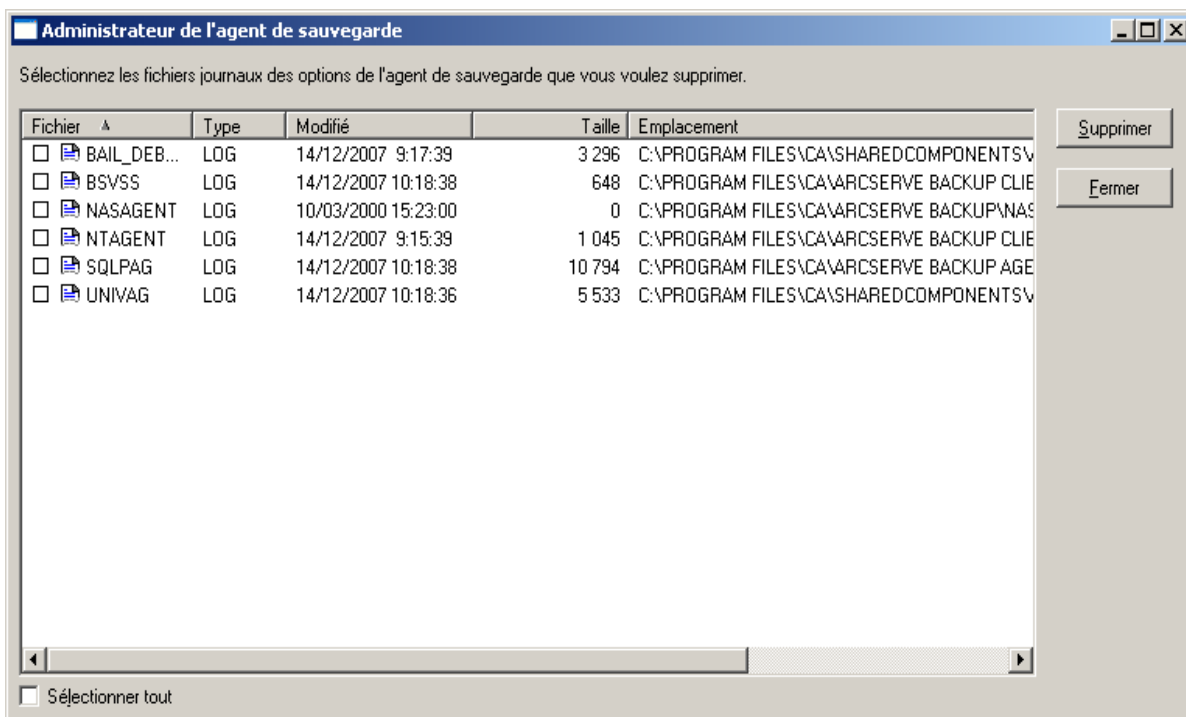 Administrateur de l'agent de sauvegarde
Sélectionnez les fichiers journaux des options de l'agent de sauvegarde que vous voulez supprimer.
Fichier Type Modifié Taille Emplacement
BAIL_DEB... LOG 14/12/2007 9:17:39 3 296 C:\PROGRAM FILES\CA\SHAREDCOMPONENTS\
BSVSS LOG 14/12/2007 10:18:38 648 C:\PROGRAM FILES\CA\ARCSERVE BACKUP CLIE
NASAGENT LOG 10/03/2000 15:23:00 0 C:\PROGRAM FILES\CA\ARCSERVE BACKUP\NAS
NTAGENT LOG 14/12/2007 9:15:39 1 045 C:\PROGRAM FILES\CA\ARCSERVE BACKUP CLIE
SQLPAG LOG 14/12/2007 10:18:38 10 794 C:\PROGRAM FILES\CA\ARCSERVE BACKUP AGE
UNIVAG LOG 14/12/2007 10:18:36 5 533 C:\PROGRAM FILES\CA\SHAREDCOMPONENTS\
Supprimer
Fermer
Sélectionner tout